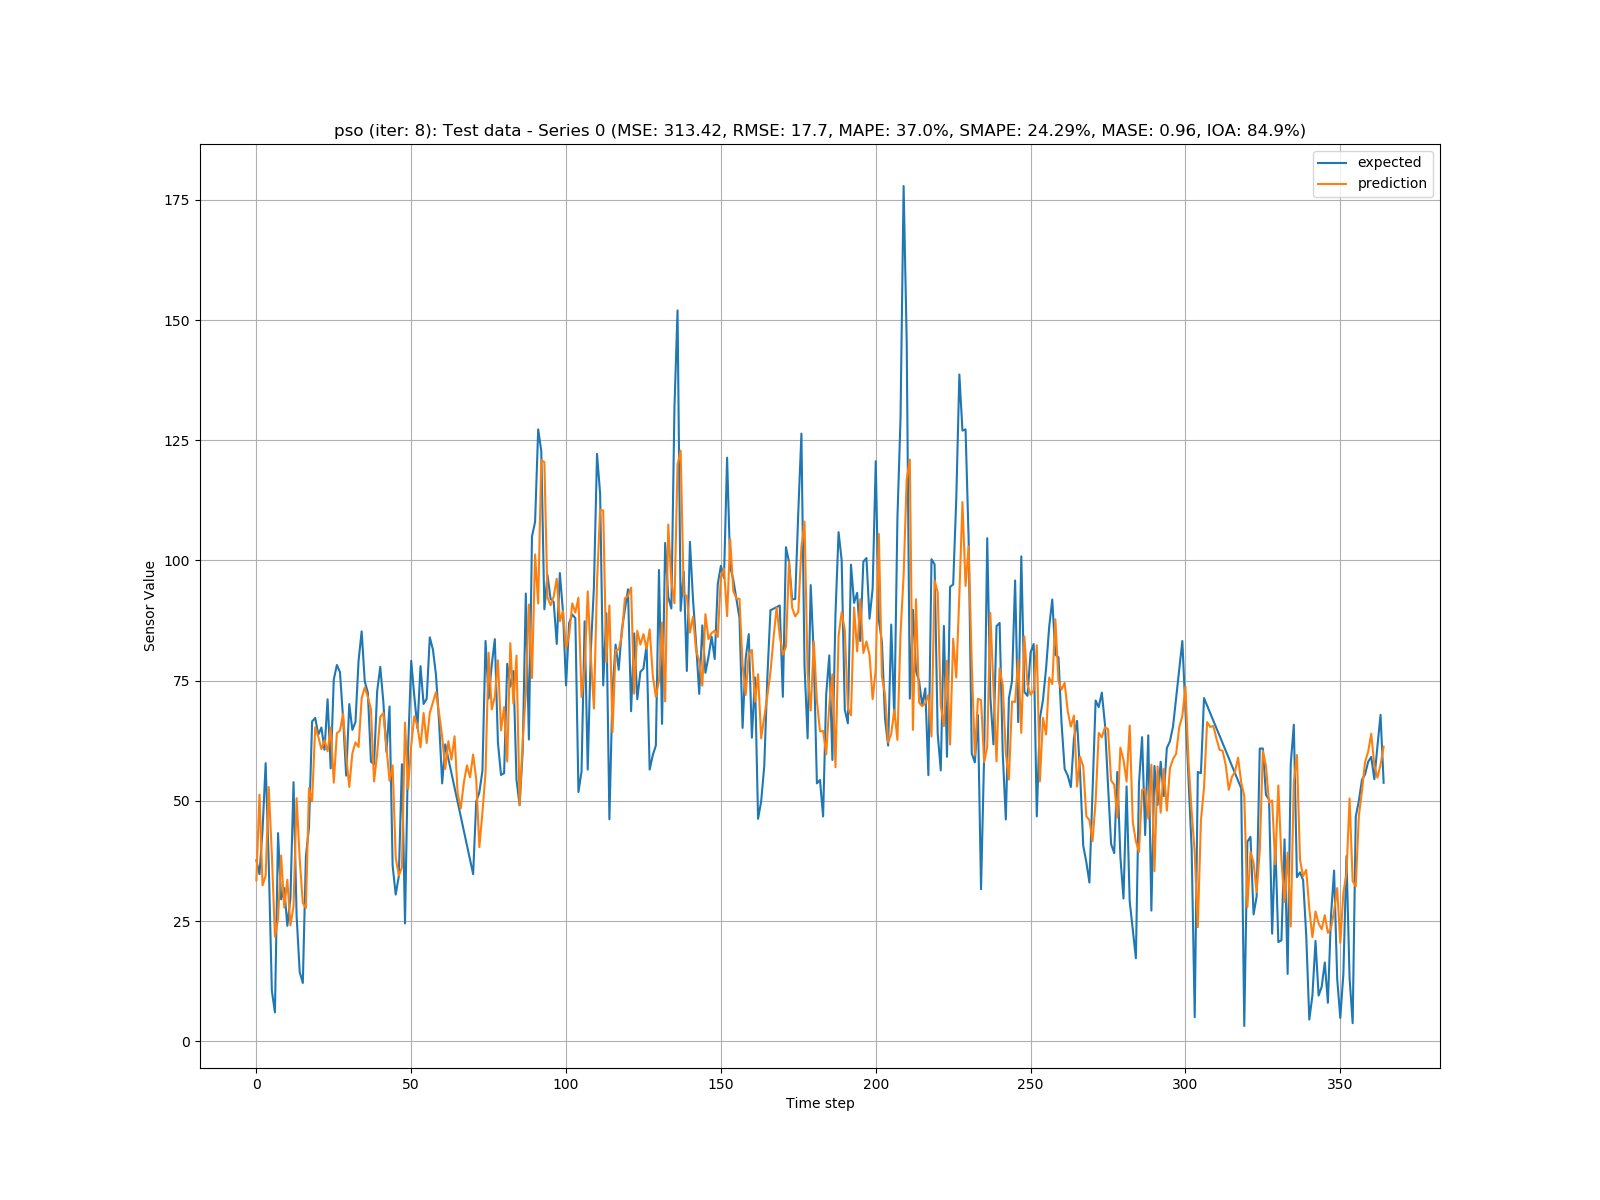 pso (iter: 8): Test data - Series 0 (MSE: 313.42, RMSE: 17.7, MAPE: 37.0%, SMAPE: 24.29%, MASE: 0.96, IOA: 84.9%)
expected
prediction
175
150
125
100
75
50
25
0
Sensor Value
0 50 100 150 200 250 300 350
Time step